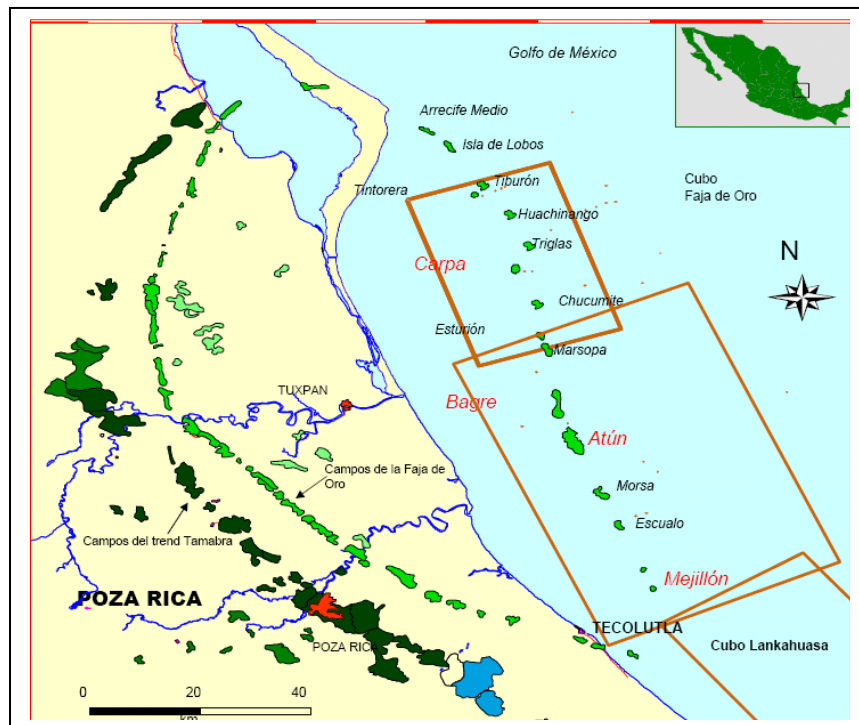 Golfo de México
Arrecife Medio
Isla de Lobos
Tintorera
Tiburón
Cubo
Faja de Oro
Huachinango
Triglas
N
Carpa
Chucumite
Esturión
Marsopa
TUXPAN
Bagre
Atún
Campos de la Faja de
Oro
Morsa
Escualo
Campos del trend Tamabra
Mejillón
POZA RICA
TECOLUTLA
POZA RICA
Cubo Lankahuasa
0 20 40
km